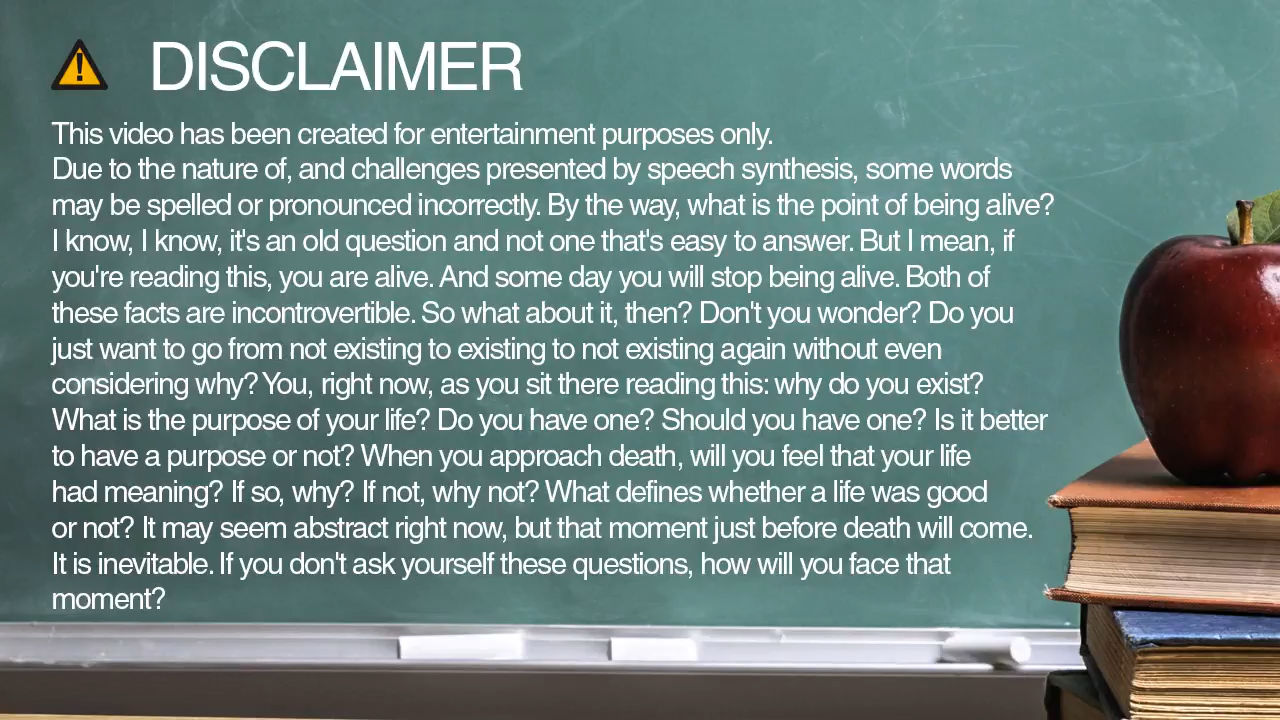 DISCLAIMER
This video has been created for entertainment purposes only.
Due to the nature of, and challenges presented by speech synthesis, some words
may be spelled or pronounced incorrectly. By the way, what is the point of being alive?
I know, I know, it's an old question and not one that's easy to answer. But I mean, if
you're reading this, you are alive. And some day you will stop being alive. Both of
these facts are incontrovertible. So what about it, then? Don't you wonder? Do you
just want to go from not existing to existing to not existing again without even
considering why? You, right now, as you sit there reading this: why do you exist?
What is the purpose of your life? Do you have one? Should you have one? Is it better
to have a purpose or not? When you approach death, will you feel that your life
had meaning? If so, why? If not, why not? What defines whether a life was good
or not? It may seem abstract right now, but that moment just before death will come.
It is inevitable. If you don't ask yourself these questions, how will you face that
moment?